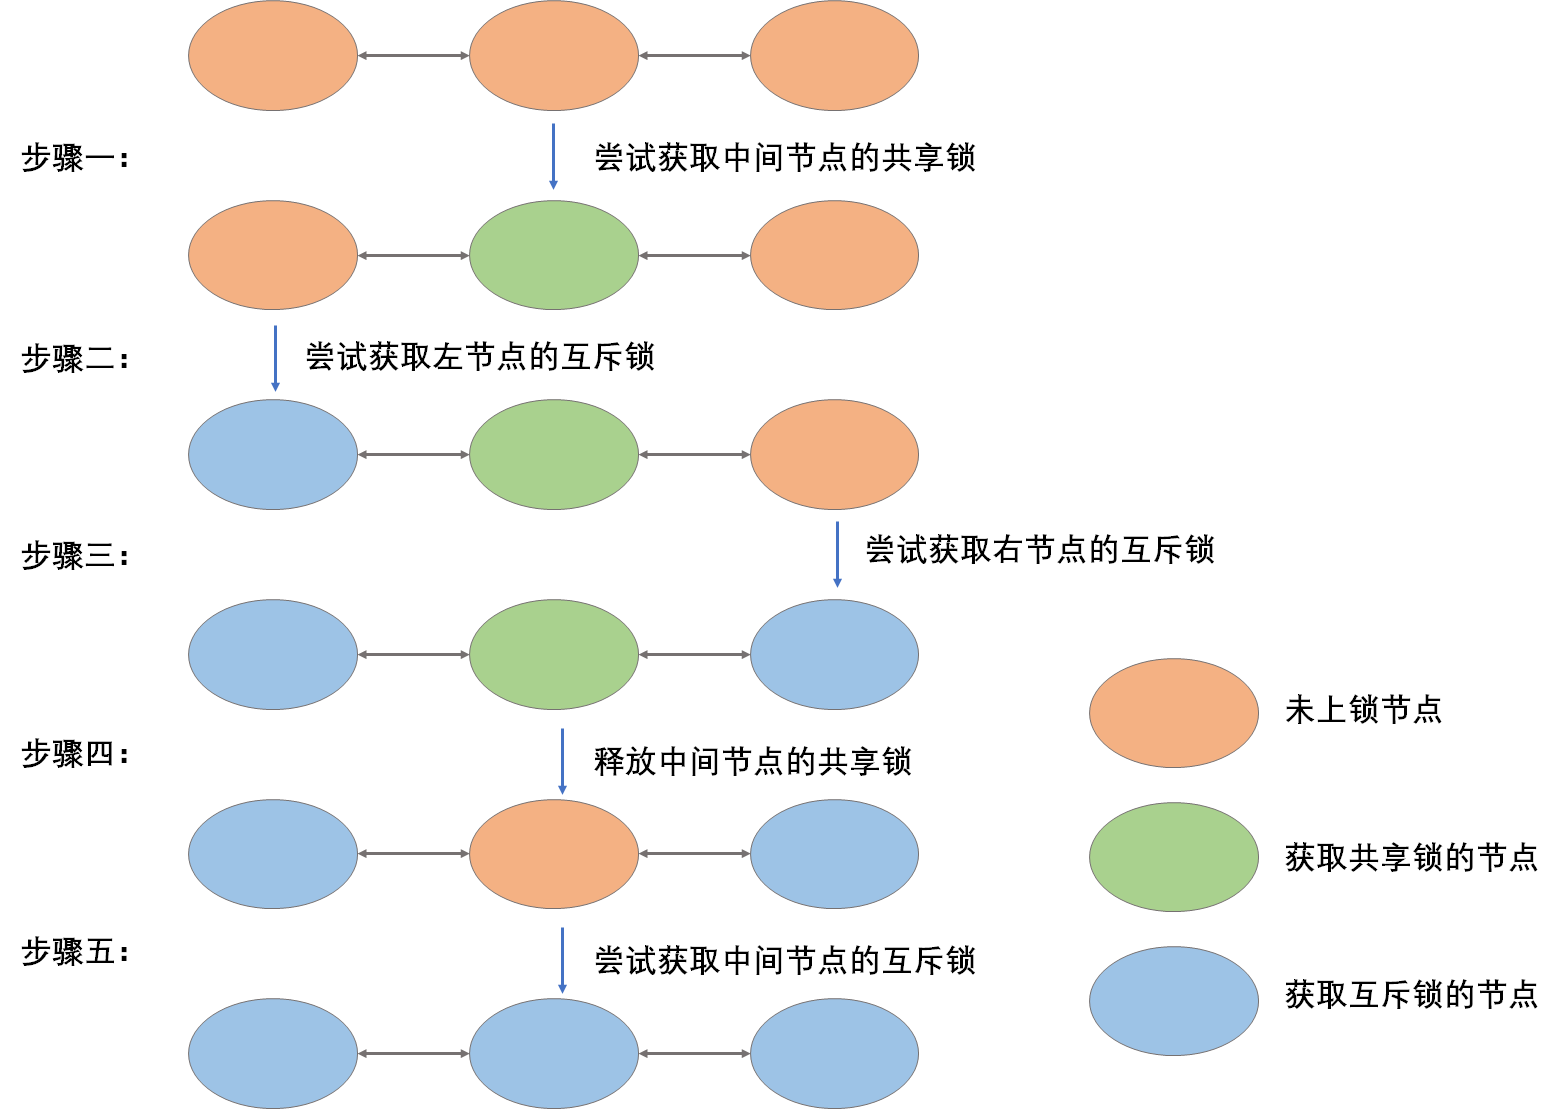 步骤一：
尝试获取中间节点的共享锁
步骤二：
尝试获取左节点的互斥锁
步骤三：
尝试获取右节点的互斥锁
步骤四：
释放中间节点的共享锁
步骤五：
尝试获取中间节点的互斥锁
未上锁节点
获取共享锁的节点
获取互斥锁的节点